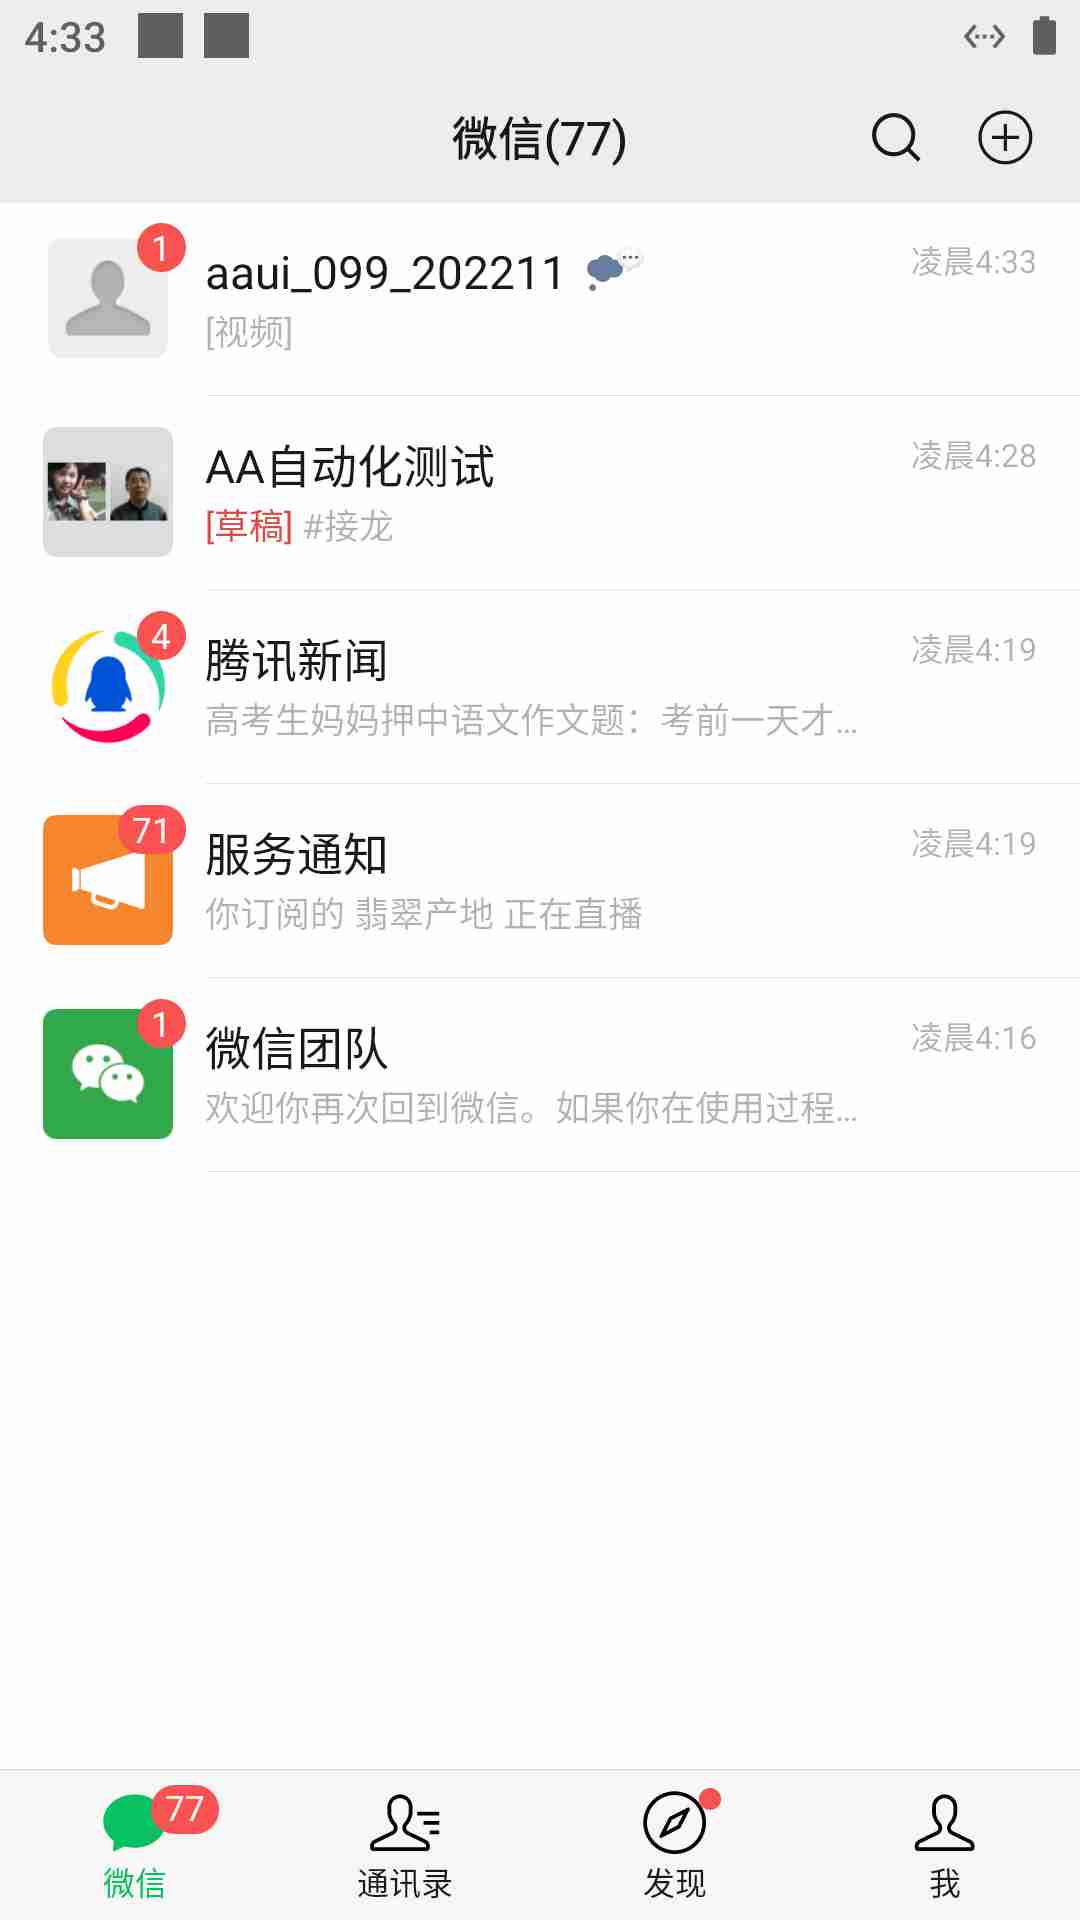 4:33
微信(77)
1
aaui_099_202211
凌晨4:33
[视频]
AA自动化测试
凌晨4:28
[草稿] #接龙
4
腾讯新闻
凌晨4:19
高考生妈妈押中语文作文题：考前一天才...
71
服务通知
凌晨4:19
你订阅的 翡翠产地 正在直播
1
微信团队
凌晨4:16
欢迎你再次回到微信。如果你在使用过程...
77
微信
通讯录
发现
我